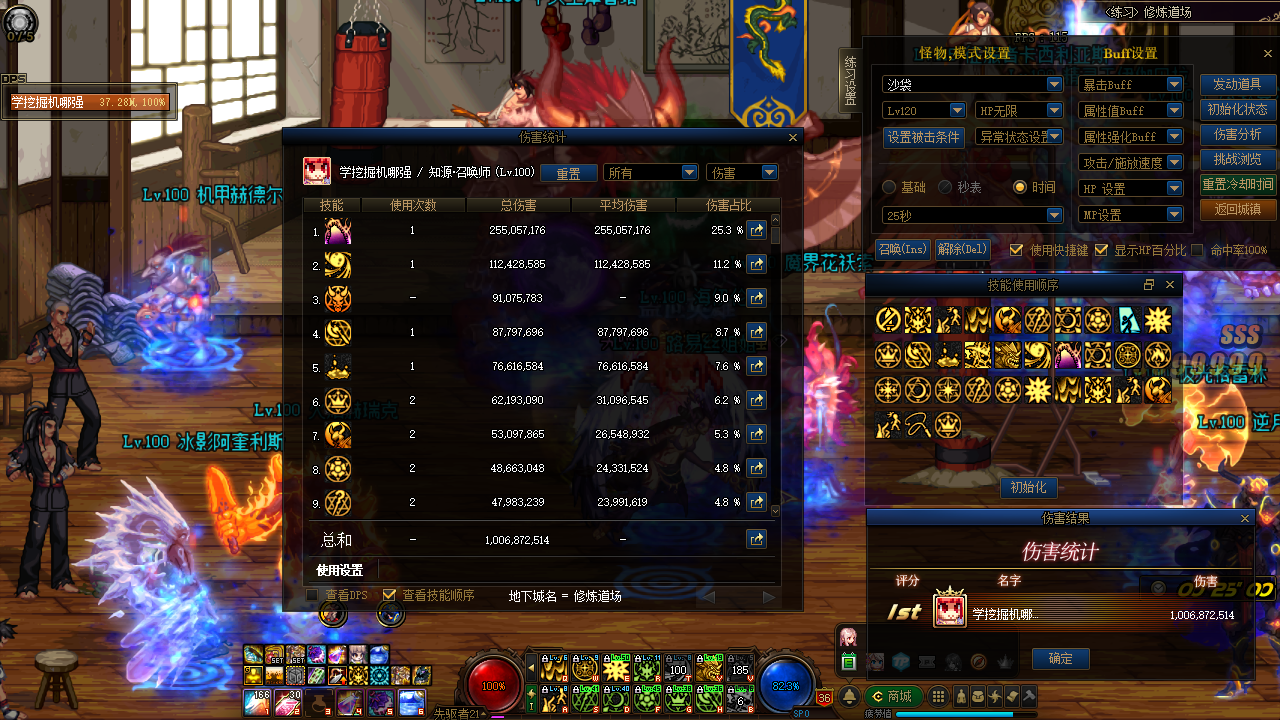 <练习> 修炼道场
0/5
FPS : 115
DPS
学挖掘机哪强 37.28M,100%
Lv.100 机甲赫德尔
Lv.100 冰影阿奎利斯
伤害统计
学挖掘机哪强 / 知源·召唤师 (Lv.100)
重置
所有
伤害
技能 使用次数 总伤害 平均伤害 伤害占比
1. 1 255,057,176 255,057,176 25.3 %
2. 1 112,428,585 112,428,585 11.2 %
3. - 91,075,783 - 9.0 %
4. 1 87,797,696 87,797,696 8.7 %
5. 1 76,616,584 76,616,584 7.6 %
6. 2 62,193,090 31,096,545 6.2 %
7. 2 53,097,865 26,548,932 5.3 %
8. 2 48,663,048 24,331,524 4.8 %
9. 2 47,983,239 23,991,619 4.8 %
总和 - 1,006,872,514 -
使用设置
查看DPS
查看技能顺序
地下城 - 修炼道场
练习设置
怪物,模式设置
Buff设置
沙袋
Lv120
HP无限
设置被击条件
异常状态设置
基础
秒表
时间
25秒
召唤(Ins)
解除(Del)
使用快捷键
显示HP百分比
命中率100%
暴击Buff
属性值Buff
属性强化Buff
攻击/施放速度
HP 设置
MP设置
发动道具
初始化状态
伤害分析
挑战浏览
重置冷却时间
返回城镇
技能使用顺序
初始化
SSS
伤害结果
伤害统计
评分 名字 伤害
1st 学挖掘机哪... 1,006,872,514
确定
100%
82.3%
36
SPO
先驱者21
商城
疲劳值